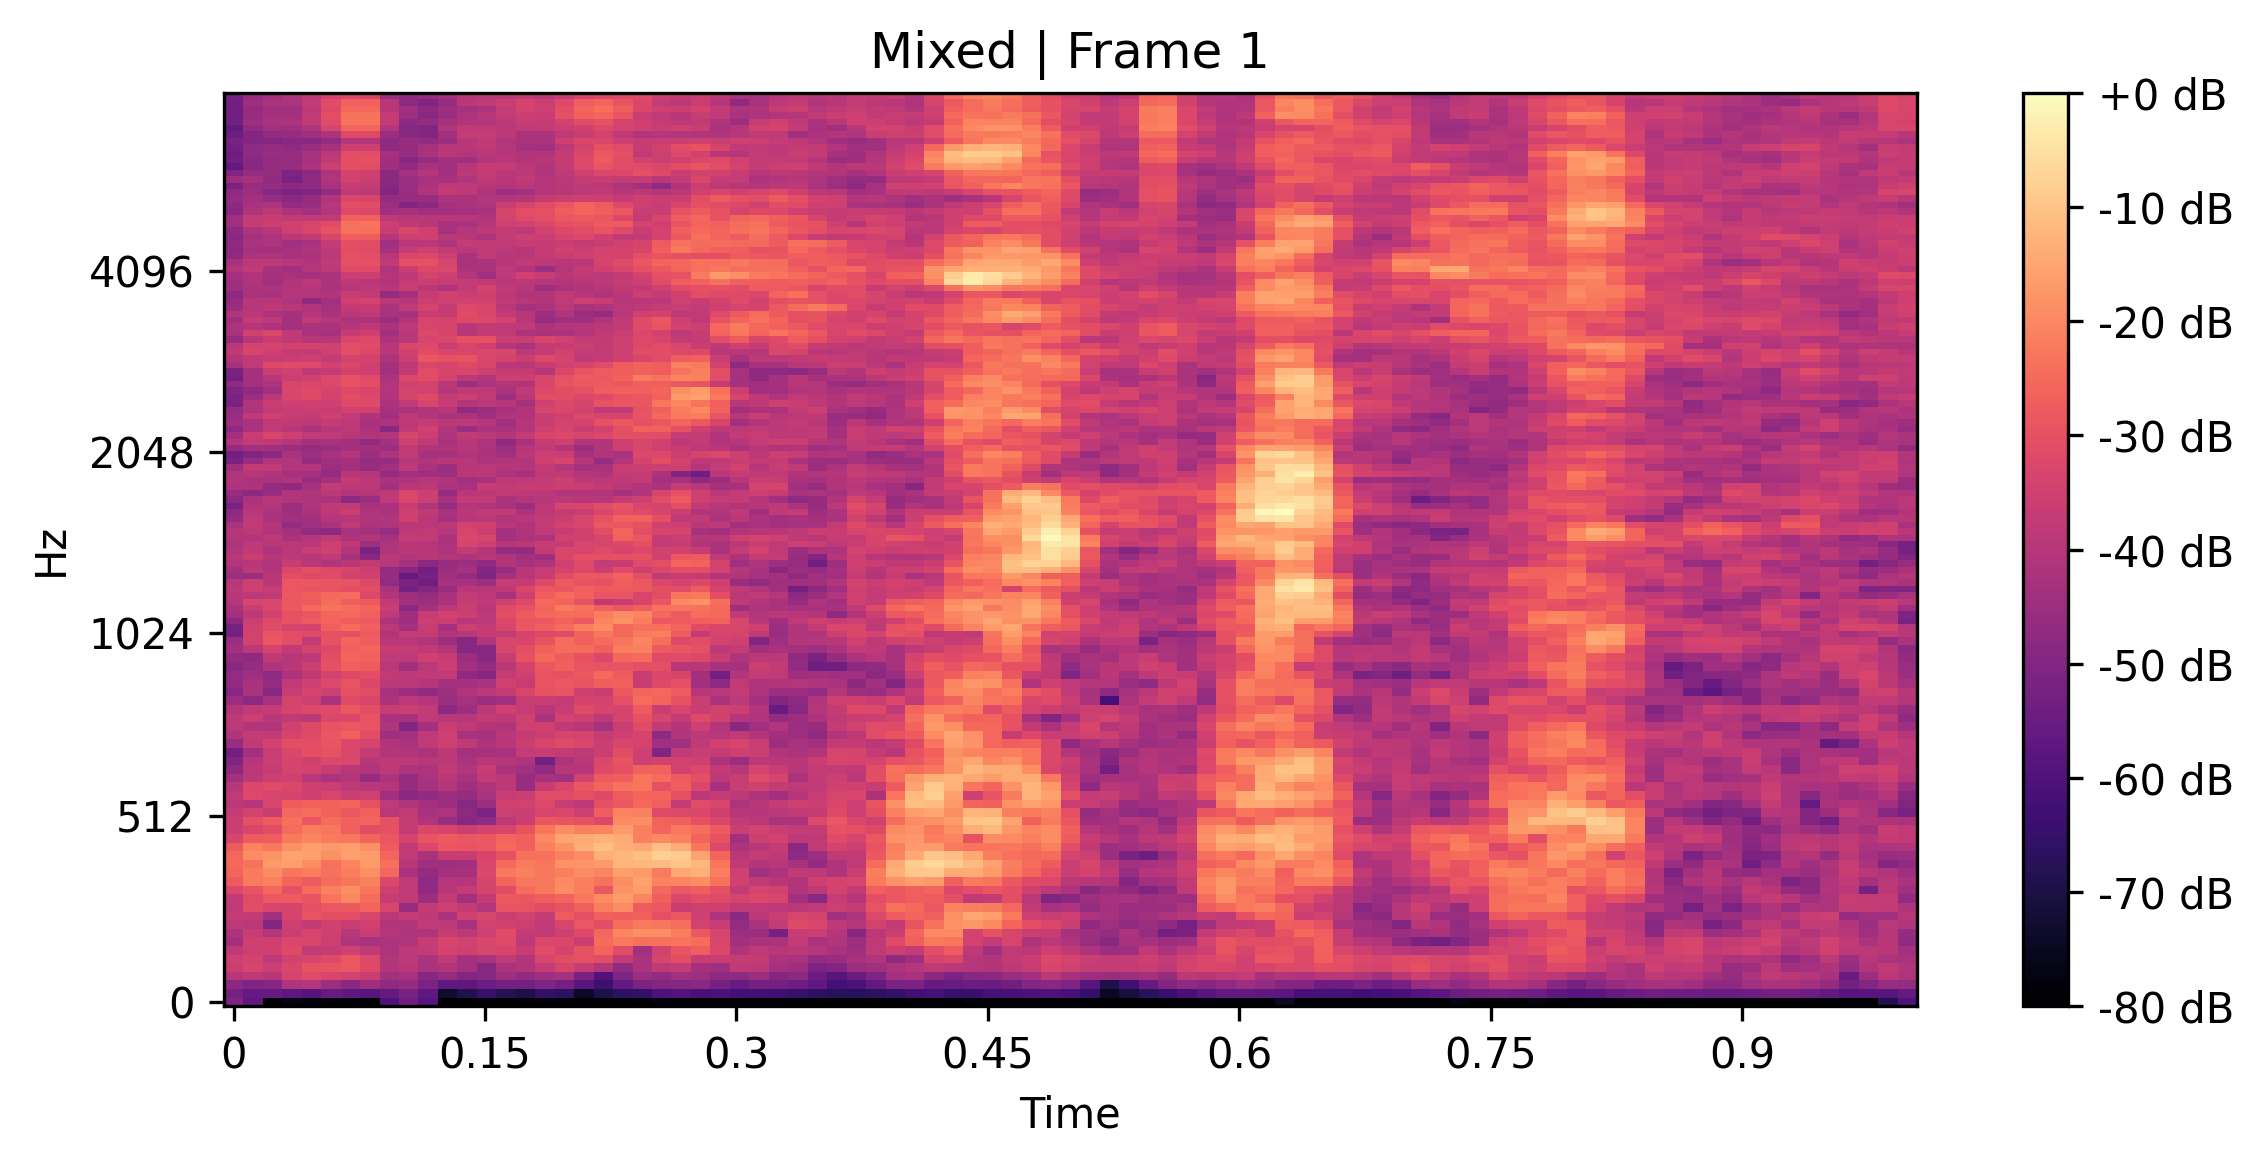 Mixed | Frame 1
+0 dB
-10 dB
-20 dB
-30 dB
-40 dB
-50 dB
-60 dB
-70 dB
-80 dB
Hz
4096
2048
1024
512
0
0 0.15 0.3 0.45 0.6 0.75 0.9
Time